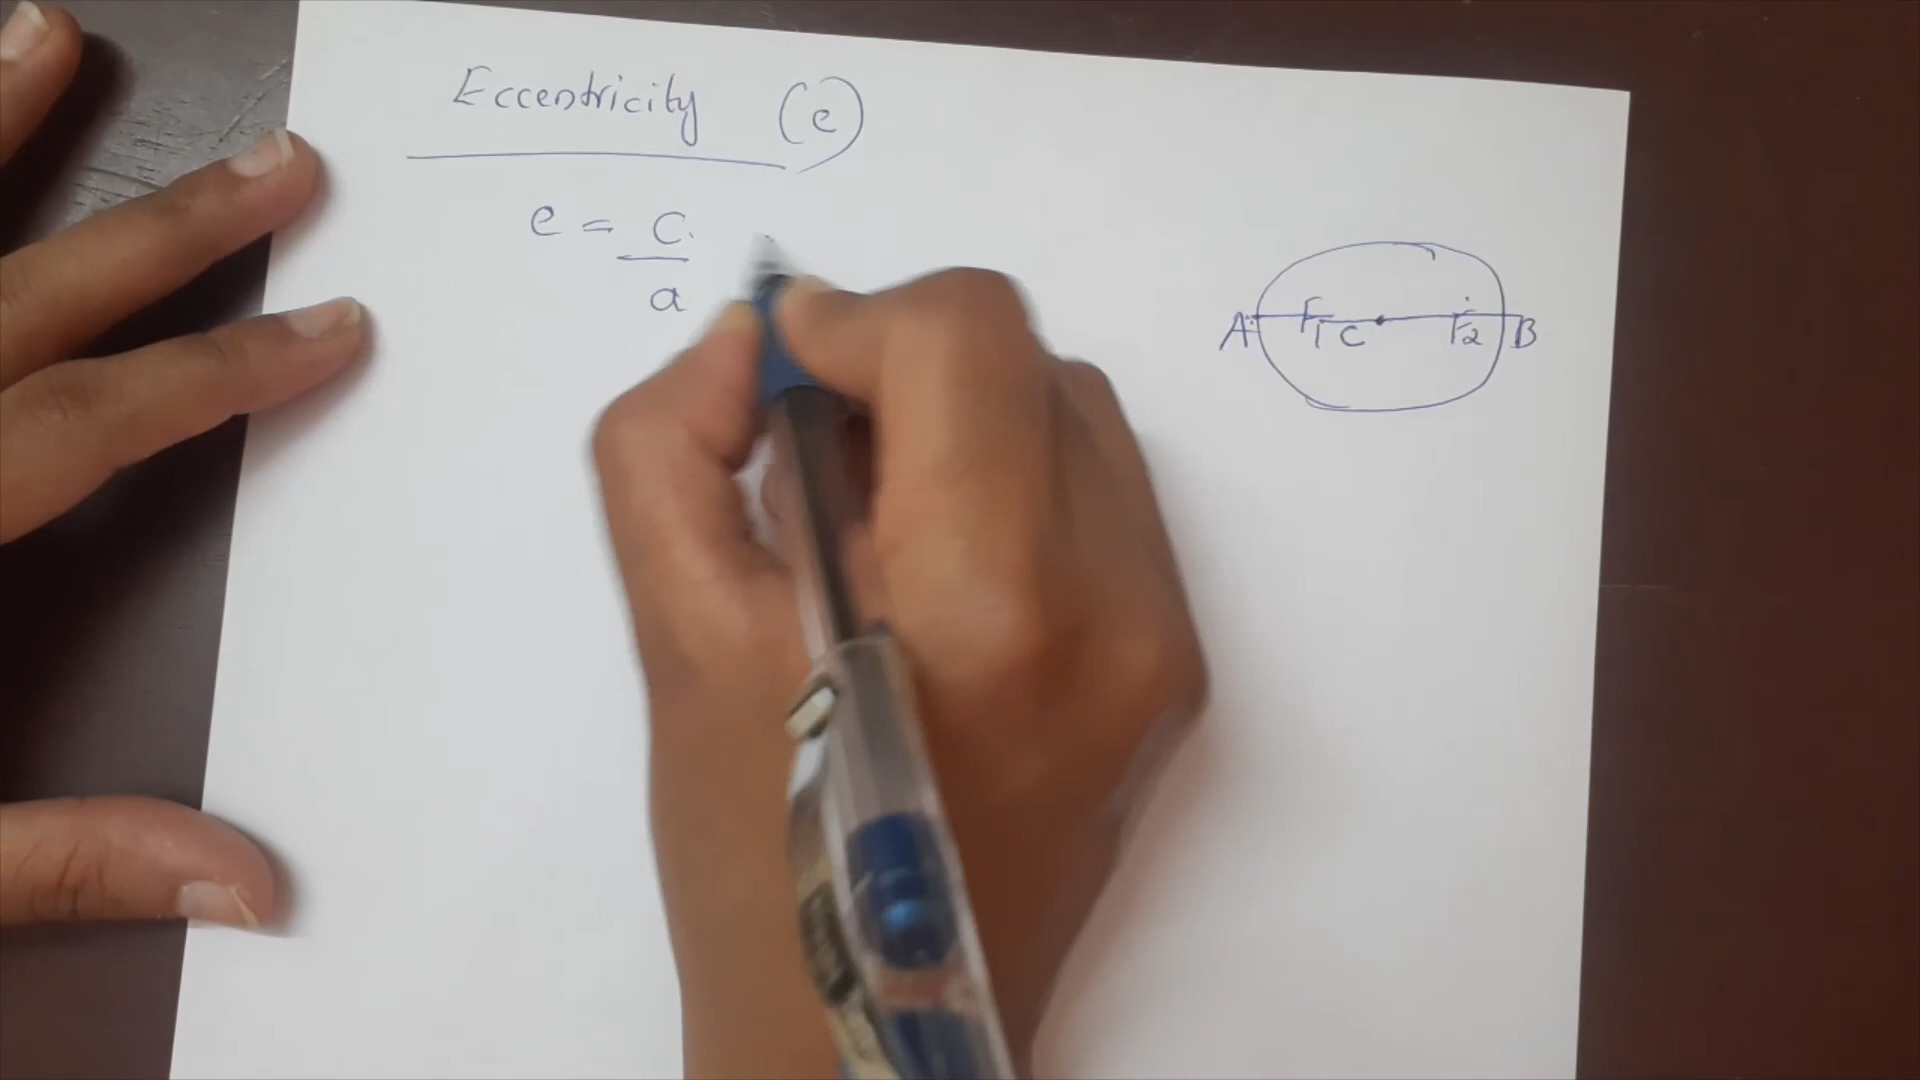 Eccentricity (e)
e = c
a
A F1 C F2 B